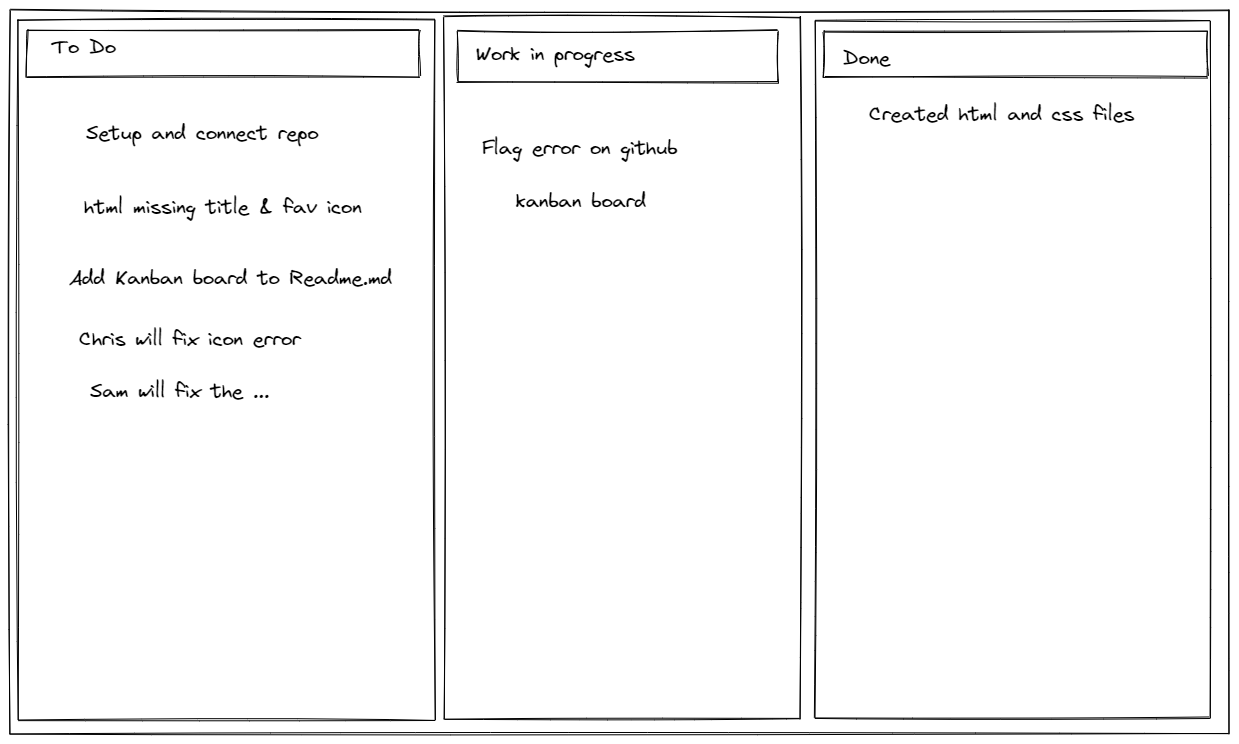 To Do
Setup and connect repo
html missing title & fav icon
Add Kanban board to Readme.md
Chris will fix icon error
Sam will fix the ...
Work in progress
Flag error on github
kanban board
Done
Created html and css files